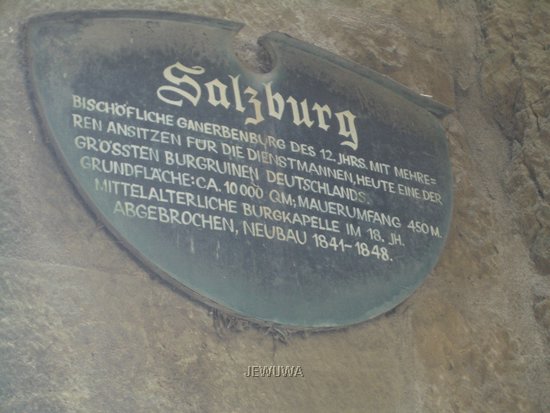 Salzburg
BISCHÖFLICHE GANERBENBURG DES 12. JHRS. MIT MEHRE=
REN ANSITZEN FÜR DIE DIENSTMANNEN, HEUTE EINE DER
GRÖSSTEN BURGRUINEN DEUTSCHLANDS.
GRUNDFLÄCHE: CA. 10 000 QM; MAUERUMFANG 450 M.
MITTELALTERLICHE BURGKAPELLE IM 18. JH.
ABGEBROCHEN, NEUBAU 1841-1848.
JEWUWA